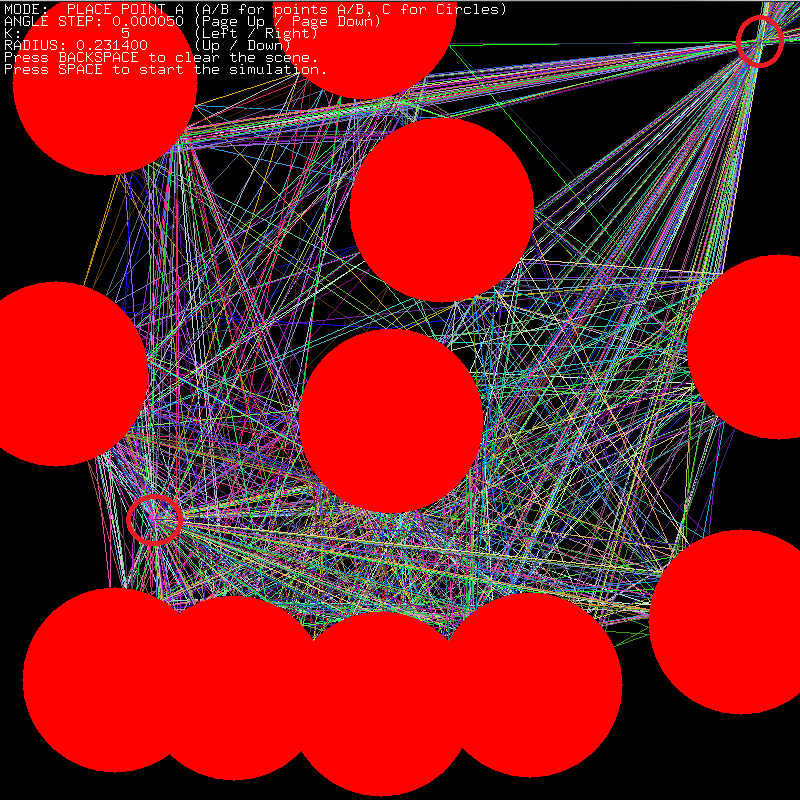 MODE: PLACE POINT A (A/B for points A/B, C for Circles)
ANGLE STEP: 0.000050 (Page Up / Page Down)
K: 5 (Left / Right)
RADIUS: 0.231400 (Up / Down)
Press BACKSPACE to clear the scene.
Press SPACE to start the simulation.